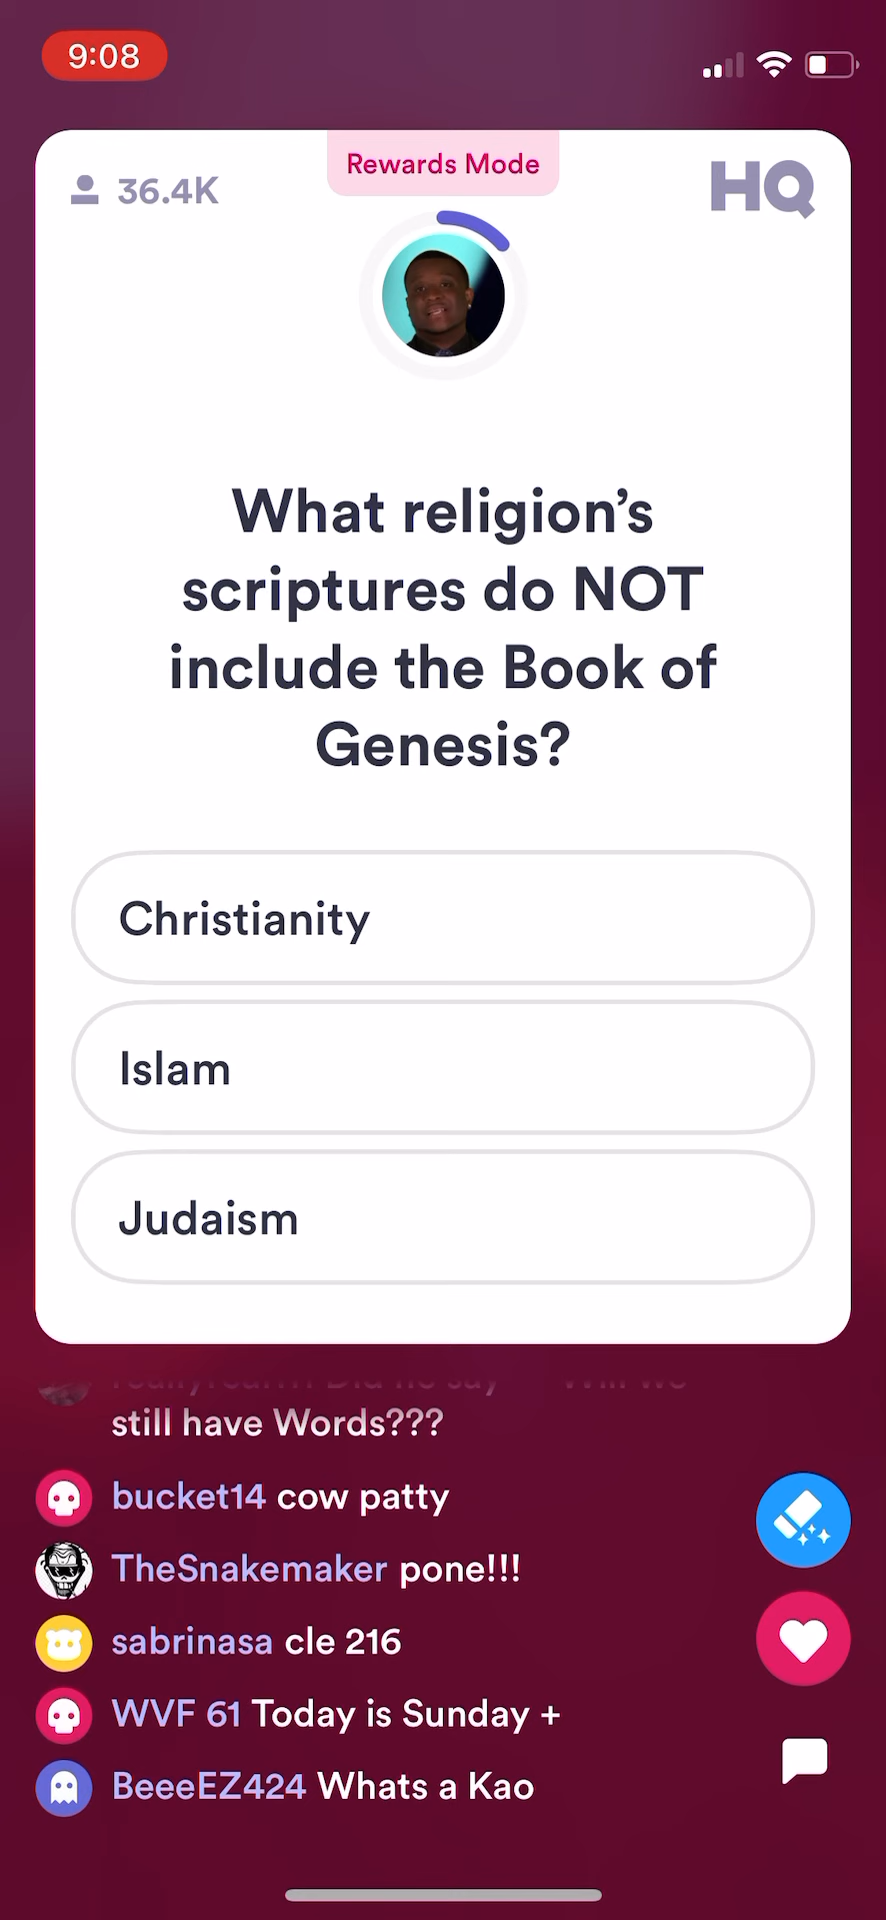 9:08
Rewards Mode
36.4K
HQ
What religion's
scriptures do NOT
include the Book of
Genesis?
Christianity
Islam
Judaism
still have Words???
bucket14 cow patty
TheSnakemaker pone!!!
sabrinasa cle 216
WVF 61 Today is Sunday +
BeeeEZ424 Whats a Kao